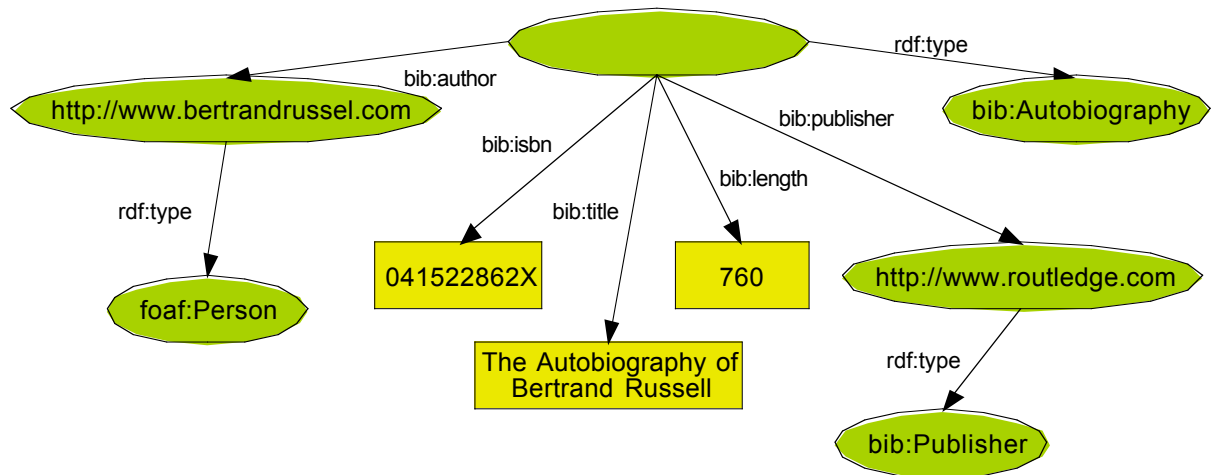 rdf:type
bib:author
http://www.bertrandrussel.com
bib:Autobiography
bib:publisher
bib:isbn
bib:length
rdf:type
bib:title
041522862X
760
http://www.routledge.com
foaf:Person
The Autobiography of
Bertrand Russell
rdf:type
bib:Publisher